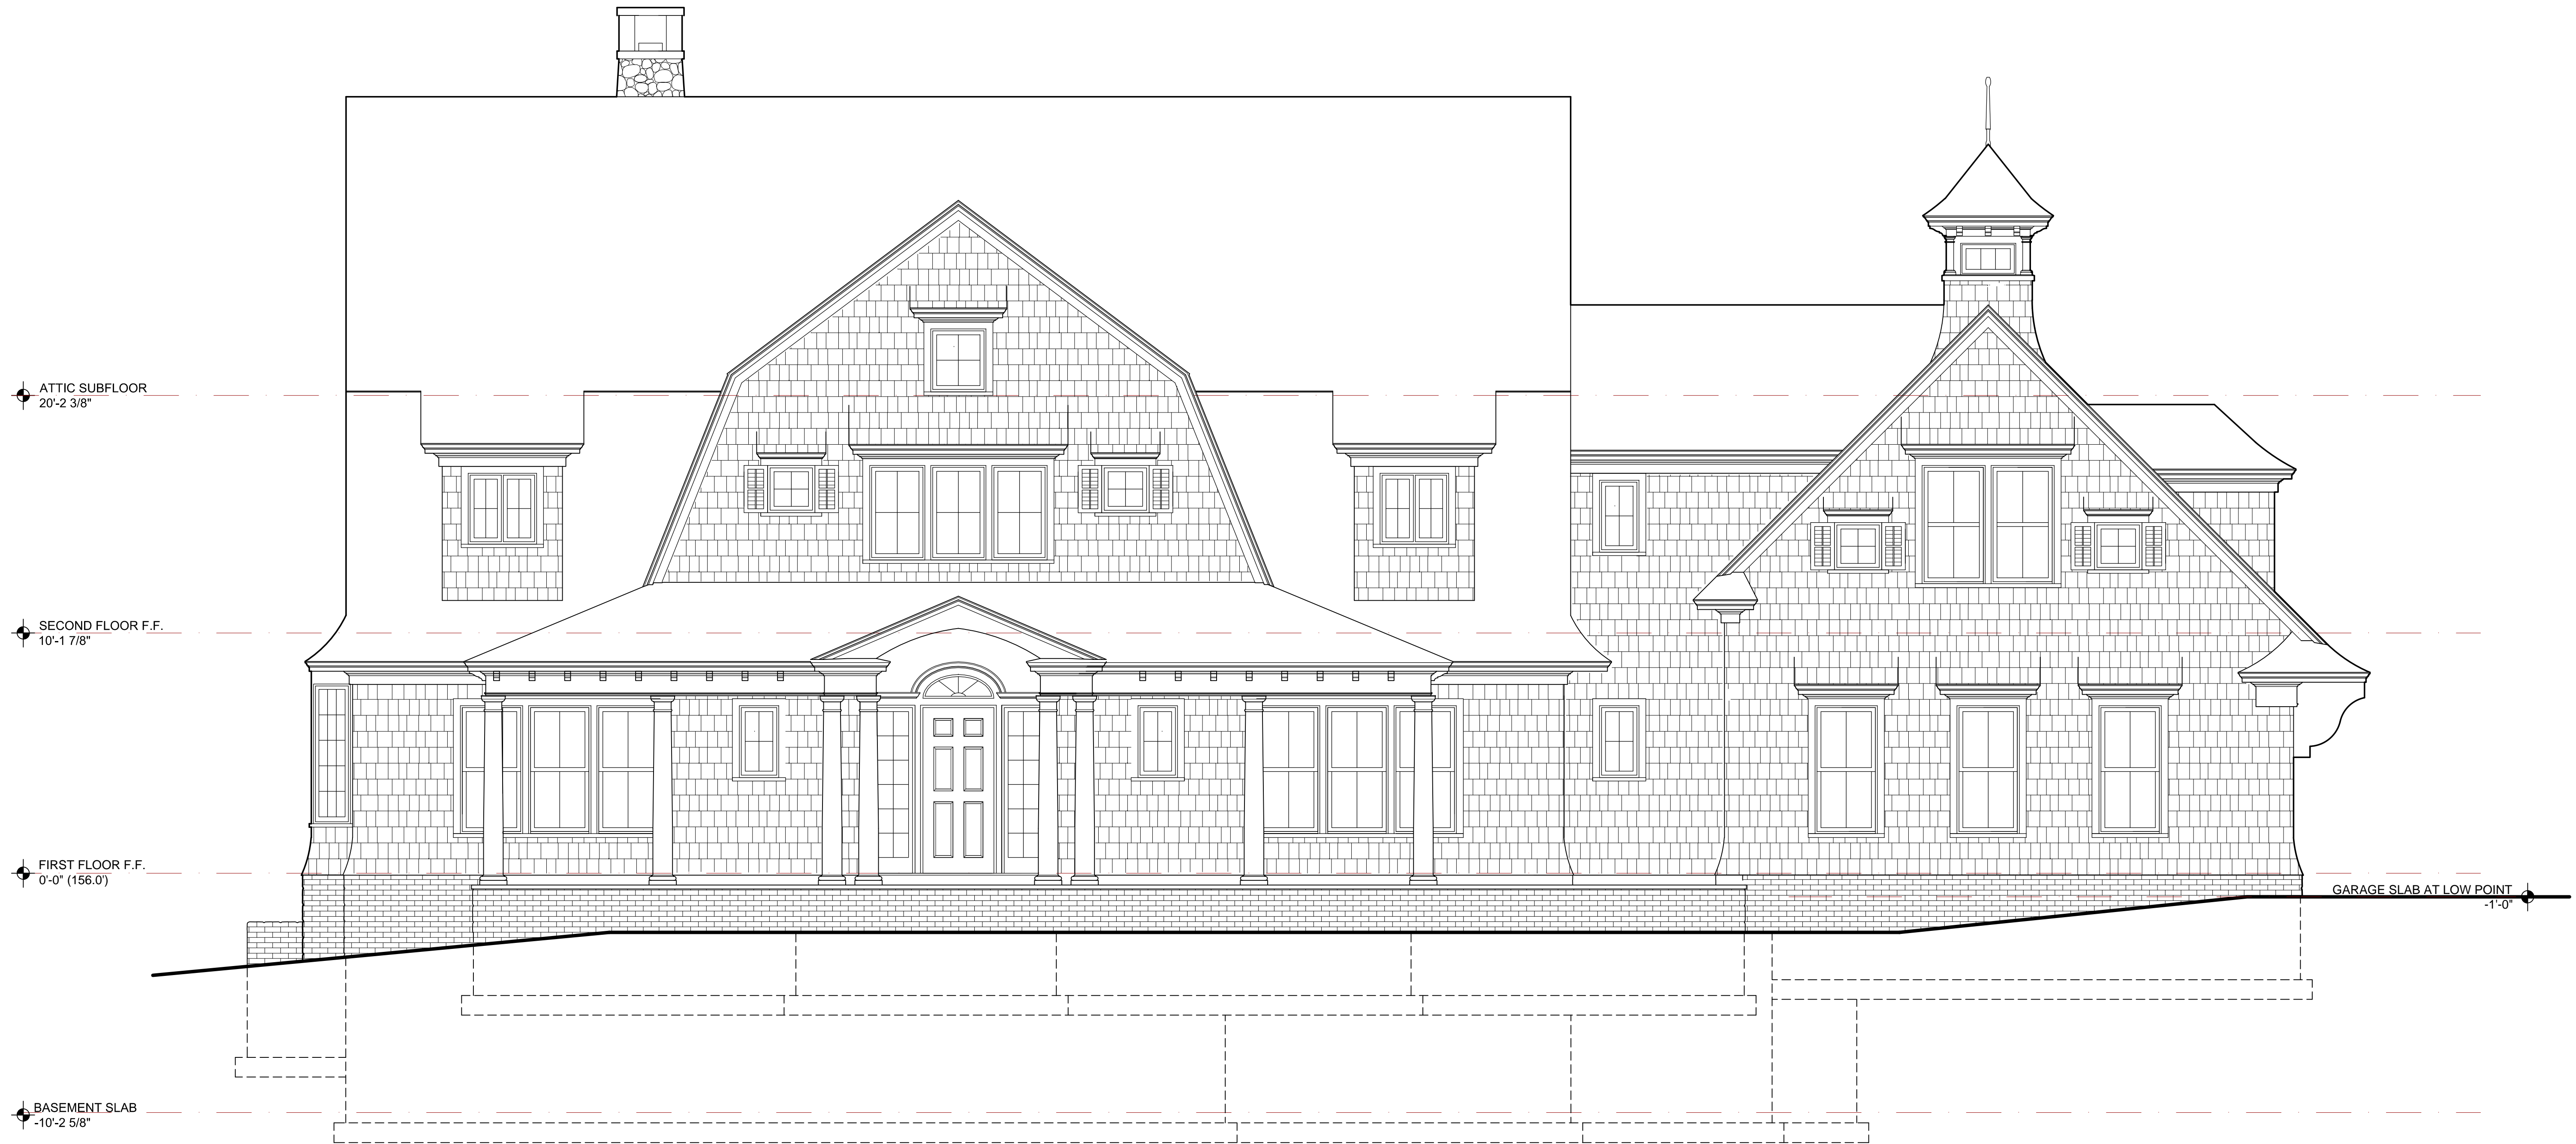 ATTIC SUBFLOOR
20'-2 3/8"
SECOND FLOOR F.F.
10'-1 7/8"
FIRST FLOOR F.F.
0'-0" (156.0')
GARAGE SLAB AT LOW POINT
-1'-0"
BASEMENT SLAB
-10'-2 5/8"